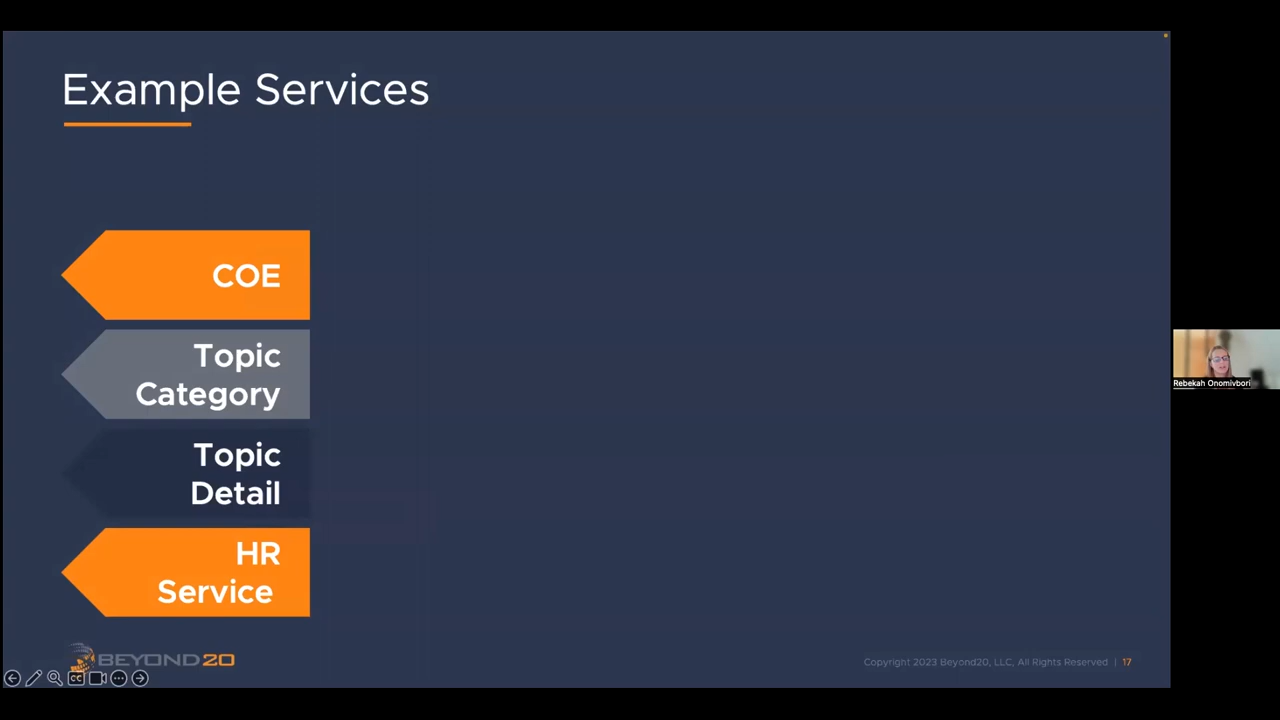 Example Services
COE
Topic
Category
Topic
Detail
HR
Service
BEYOND20
Copyright 2023 Beyond20, LLC, All Rights Reserved | 17
CC
Rebekah Onomivbori